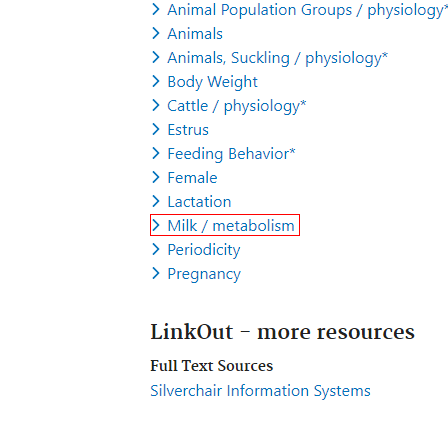 Animal Population Groups / physiology*
Animals
Animals, Suckling / physiology*
Body Weight
Cattle / physiology*
Estrus
Feeding Behavior*
Female
Lactation
Milk / metabolism
Periodicity
Pregnancy
LinkOut - more resources
Full Text Sources
Silverchair Information Systems